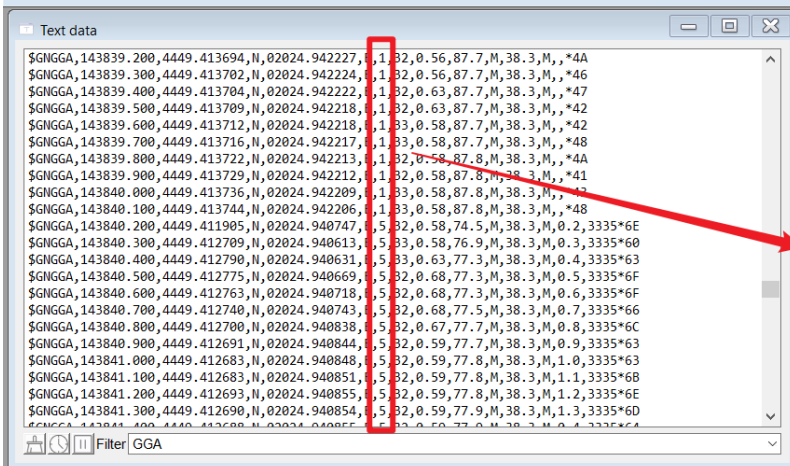 Text data
$GNGGA,143839.200,4449.413694,N,02024.942227,E,1,32,0.56,87.7,M,38.3,M,,*4A
$GNGGA,143839.300,4449.413702,N,02024.942224,E,1,32,0.56,87.7,M,38.3,M,,*46
$GNGGA,143839.400,4449.413704,N,02024.942222,E,1,32,0.63,87.7,M,38.3,M,,*47
$GNGGA,143839.500,4449.413709,N,02024.942218,E,1,32,0.63,87.7,M,38.3,M,,*42
$GNGGA,143839.600,4449.413712,N,02024.942218,E,1,33,0.58,87.7,M,38.3,M,,*42
$GNGGA,143839.700,4449.413716,N,02024.942217,E,1,33,0.58,87.7,M,38.3,M,,*48
$GNGGA,143839.800,4449.413722,N,02024.942213,E,1,32,0.58,87.8,M,38.3,M,,*4A
$GNGGA,143839.900,4449.413729,N,02024.942212,E,1,32,0.58,87.8,M,38.3,M,,*41
$GNGGA,143840.000,4449.413736,N,02024.942209,E,1,33,0.58,87.8,M,38.3,M,,
$GNGGA,143840.100,4449.413744,N,02024.942206,E,1,33,0.58,87.8,M,38.3,M,,*48
$GNGGA,143840.200,4449.411905,N,02024.940747,E,5,32,0.58,74.5,M,38.3,M,0.2,3335*6E
$GNGGA,143840.300,4449.412709,N,02024.940613,E,5,33,0.58,76.9,M,38.3,M,0.3,3335*60
$GNGGA,143840.400,4449.412790,N,02024.940631,E,5,33,0.63,77.3,M,38.3,M,0.4,3335*63
$GNGGA,143840.500,4449.412775,N,02024.940669,E,5,32,0.68,77.3,M,38.3,M,0.5,3335*6F
$GNGGA,143840.600,4449.412763,N,02024.940718,E,5,32,0.68,77.3,M,38.3,M,0.6,3335*6F
$GNGGA,143840.700,4449.412740,N,02024.940743,E,5,32,0.68,77.5,M,38.3,M,0.7,3335*66
$GNGGA,143840.800,4449.412700,N,02024.940838,E,5,32,0.67,77.7,M,38.3,M,0.8,3335*6C
$GNGGA,143840.900,4449.412691,N,02024.940844,E,5,32,0.59,77.7,M,38.3,M,0.9,3335*63
$GNGGA,143841.000,4449.412683,N,02024.940848,E,5,32,0.59,77.8,M,38.3,M,1.0,3335*63
$GNGGA,143841.100,4449.412683,N,02024.940851,E,5,32,0.59,77.8,M,38.3,M,1.1,3335*6B
$GNGGA,143841.200,4449.412693,N,02024.940855,E,5,32,0.59,77.8,M,38.3,M,1.2,3335*6E
$GNGGA,143841.300,4449.412690,N,02024.940854,E,5,32,0.59,77.9,M,38.3,M,1.3,3335*6D
Filter GGA